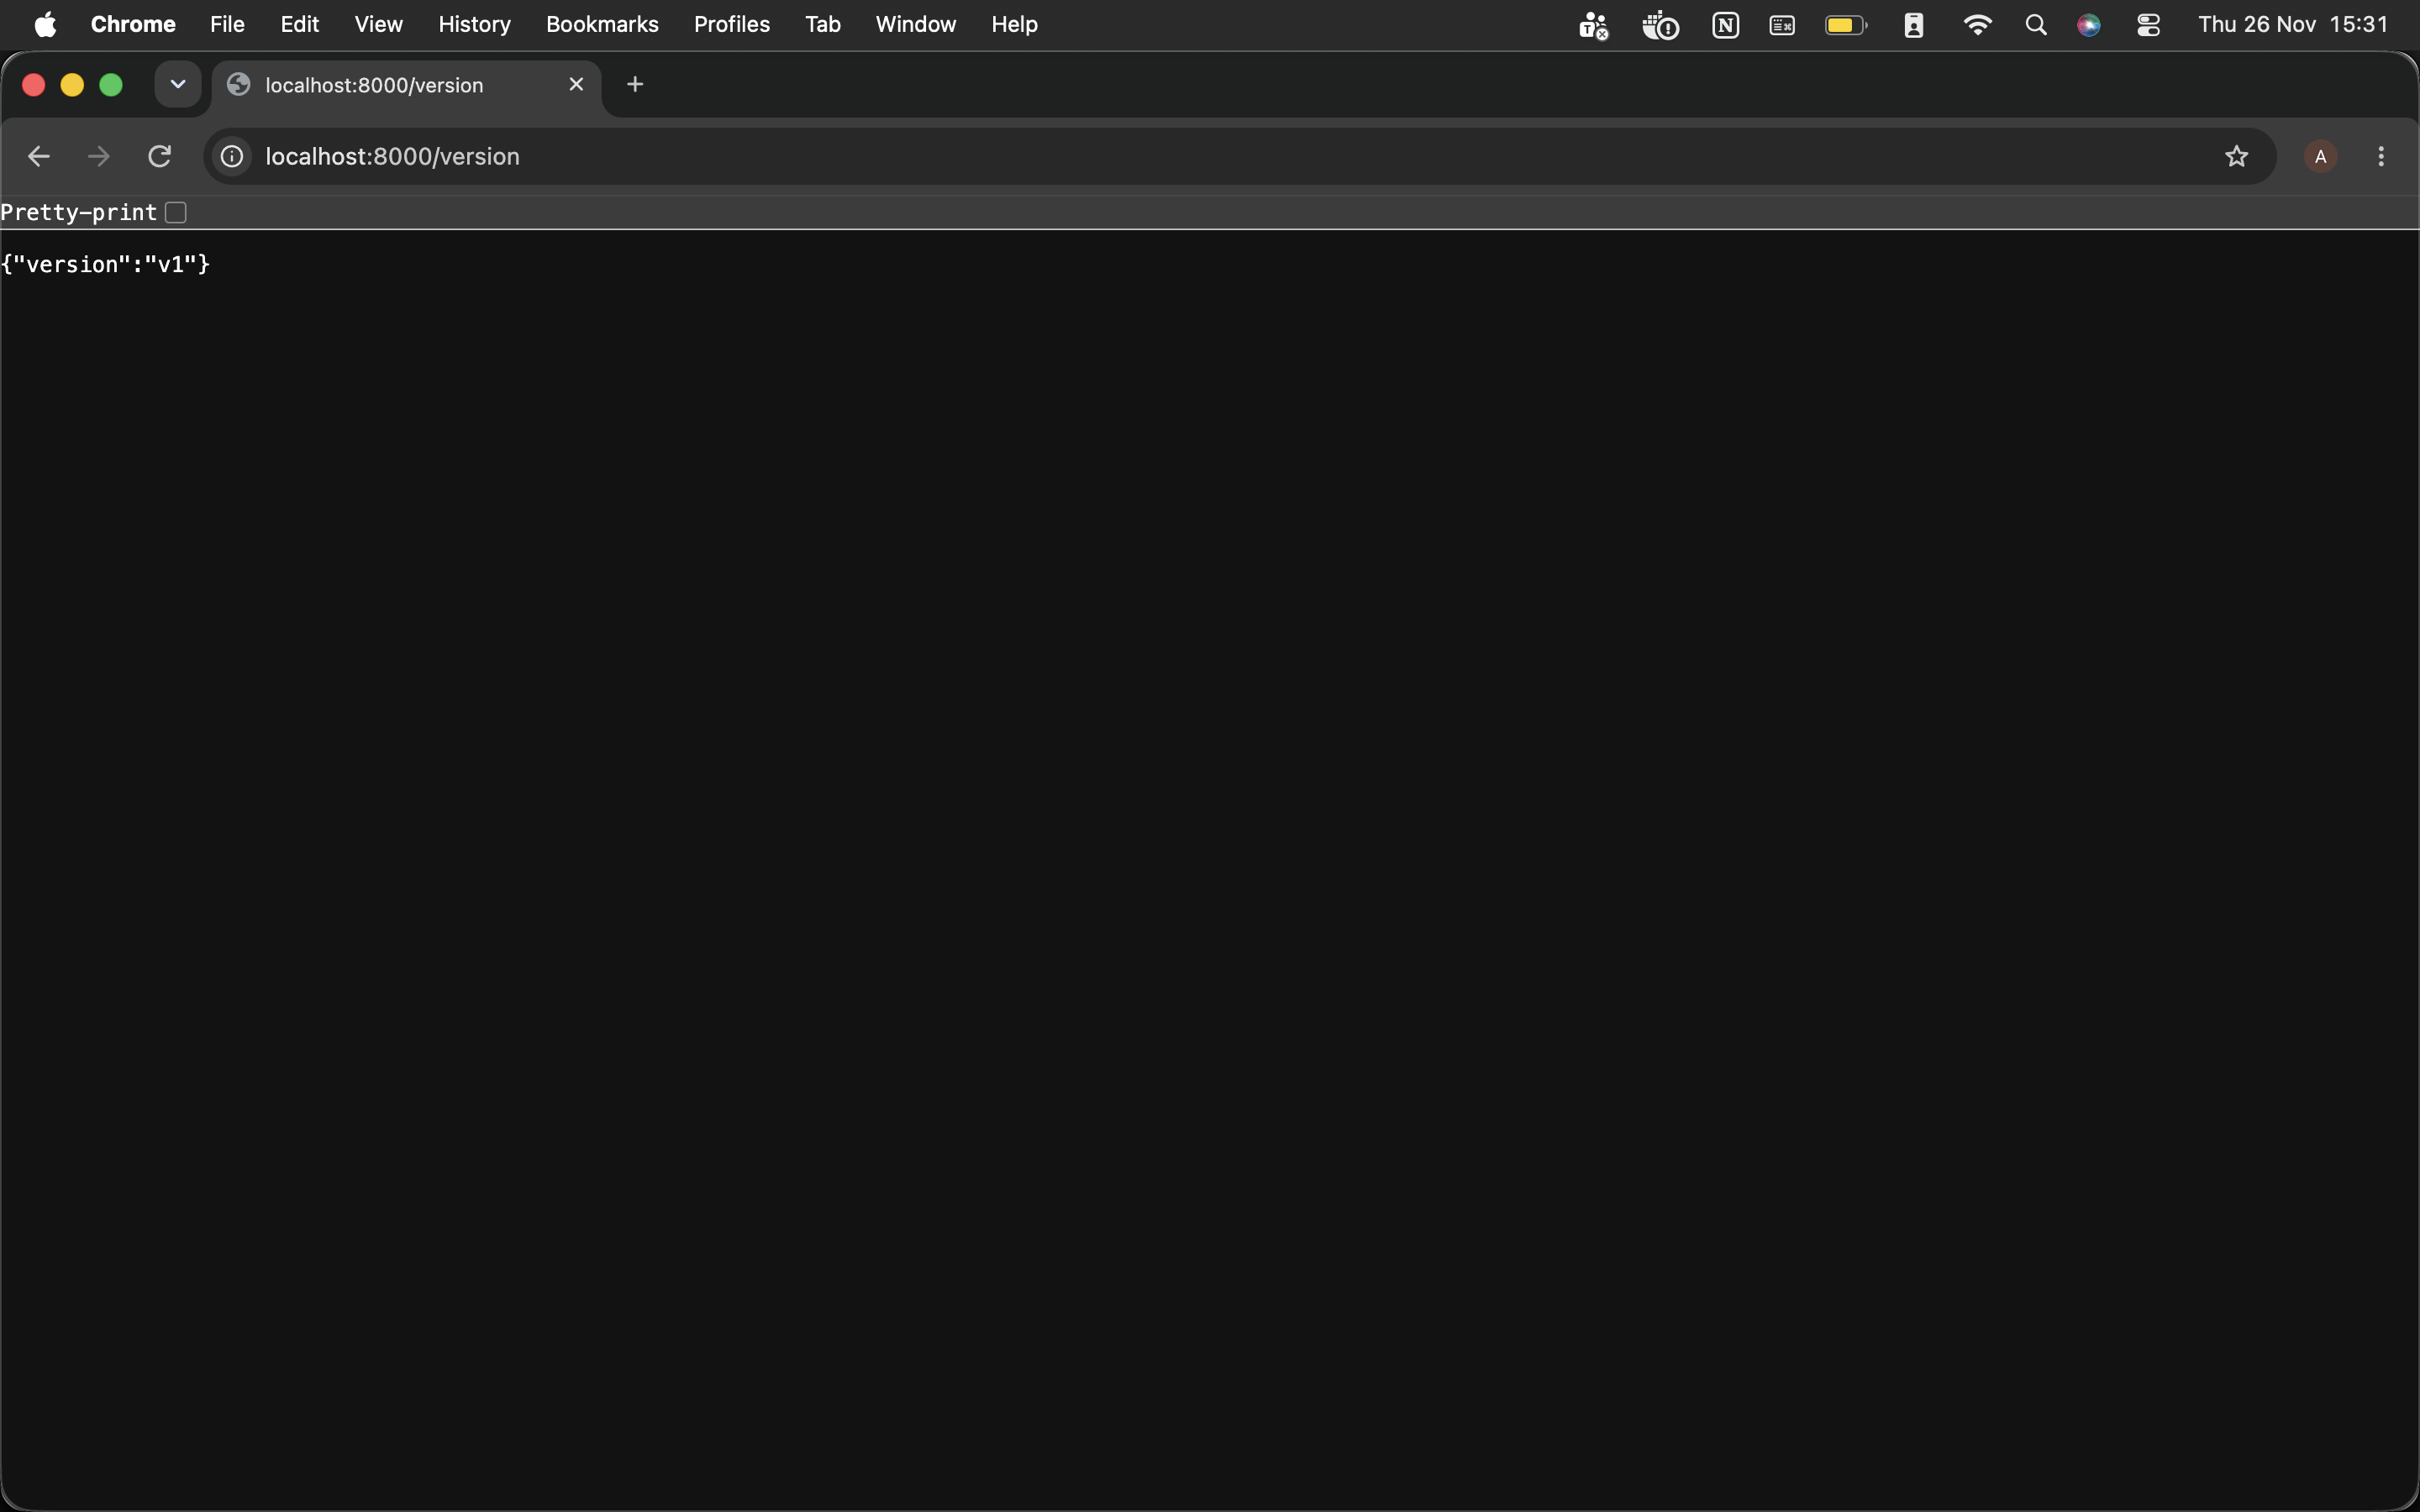 Chrome File Edit View History Bookmarks Profiles Tab Window Help Thu 26 Nov 15:31
localhost:8000/version
localhost:8000/version A
Pretty-print
{"version":"v1"}